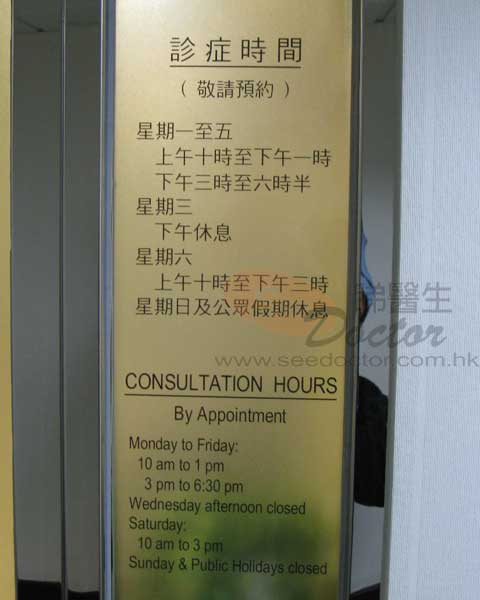 診症時間
( 敬請預約 )
星期一至五
上午十時至下午一時
下午三時至六時半
星期三
下午休息
星期六
上午十時至下午三時
星期日及公眾假期休息
睇醫生
Doctor
www.seedoctor.com.hk
CONSULTATION HOURS
By Appointment
Monday to Friday:
10 am to 1 pm
3 pm to 6:30 pm
Wednesday afternoon closed
Saturday:
10 am to 3 pm
Sunday & Public Holidays closed